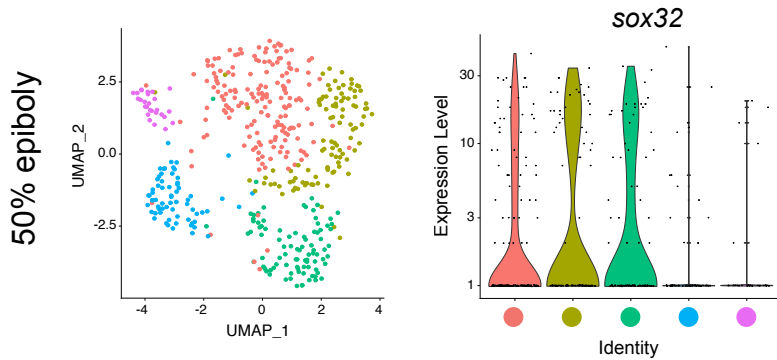 50% epiboly
UMAP_2
2.5
0.0
-2.5
-4
-2
0
2
4
UMAP_1
sox32
Expression Level
30
10
3
1
Identity